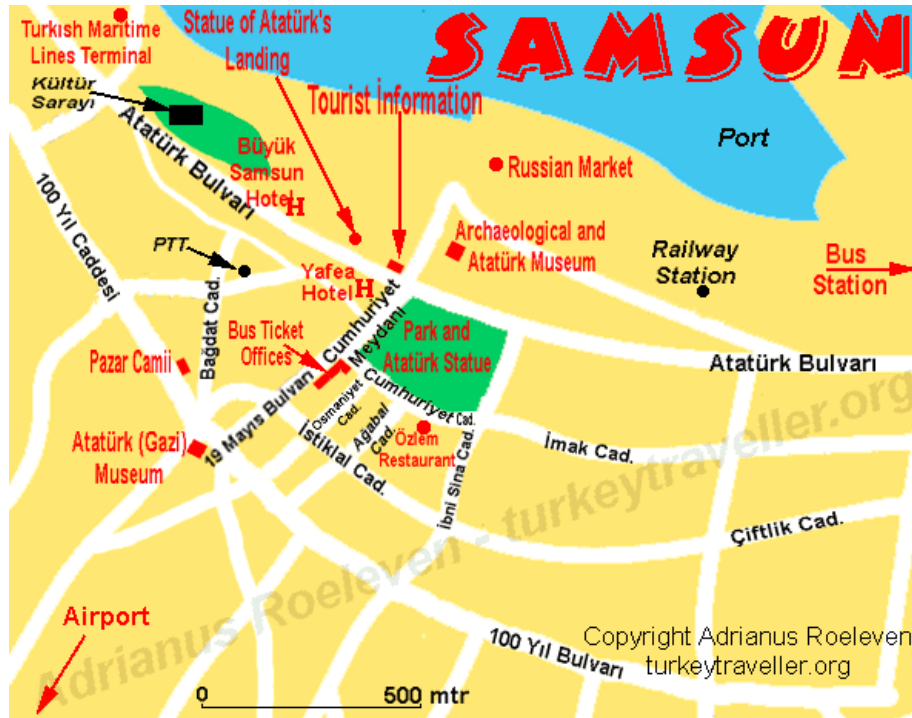 SAMSUN
Turkish Maritime
Lines Terminal
Statue of Atatürk's
Landing
Kültür
Sarayı
Tourist İnformation
Port
Atatürk Bulvarı
Büyük
Samsun
Hotel H
Russian Market
100 Yıl Caddesi
Archaeological and
Atatürk Museum
PTT
Railway
Station
Bus
Station
Yafea
Hotel H
Bağdat Cad.
Bus Ticket
Offices
Cumhuriyet
Meydanı
Park and
Atatürk Statue
Pazar Camii
Atatürk Bulvarı
19 Mayıs Bulvarı
Osmaniyet
Cad.
Cumhuriyet Cad.
Ağabal
Cad.
İstiklal Cad.
Özlem
Restaurant
İbni Sina Cad.
İmak Cad.
Atatürk (Gazi)
Museum
Çiftlik Cad.
Airport
100 Yıl Bulvarı
Copyright Adrianus Roeleven
turkeytraveller.org
0 500 mtr
Adrianus Roeleven - turkeytraveller.org